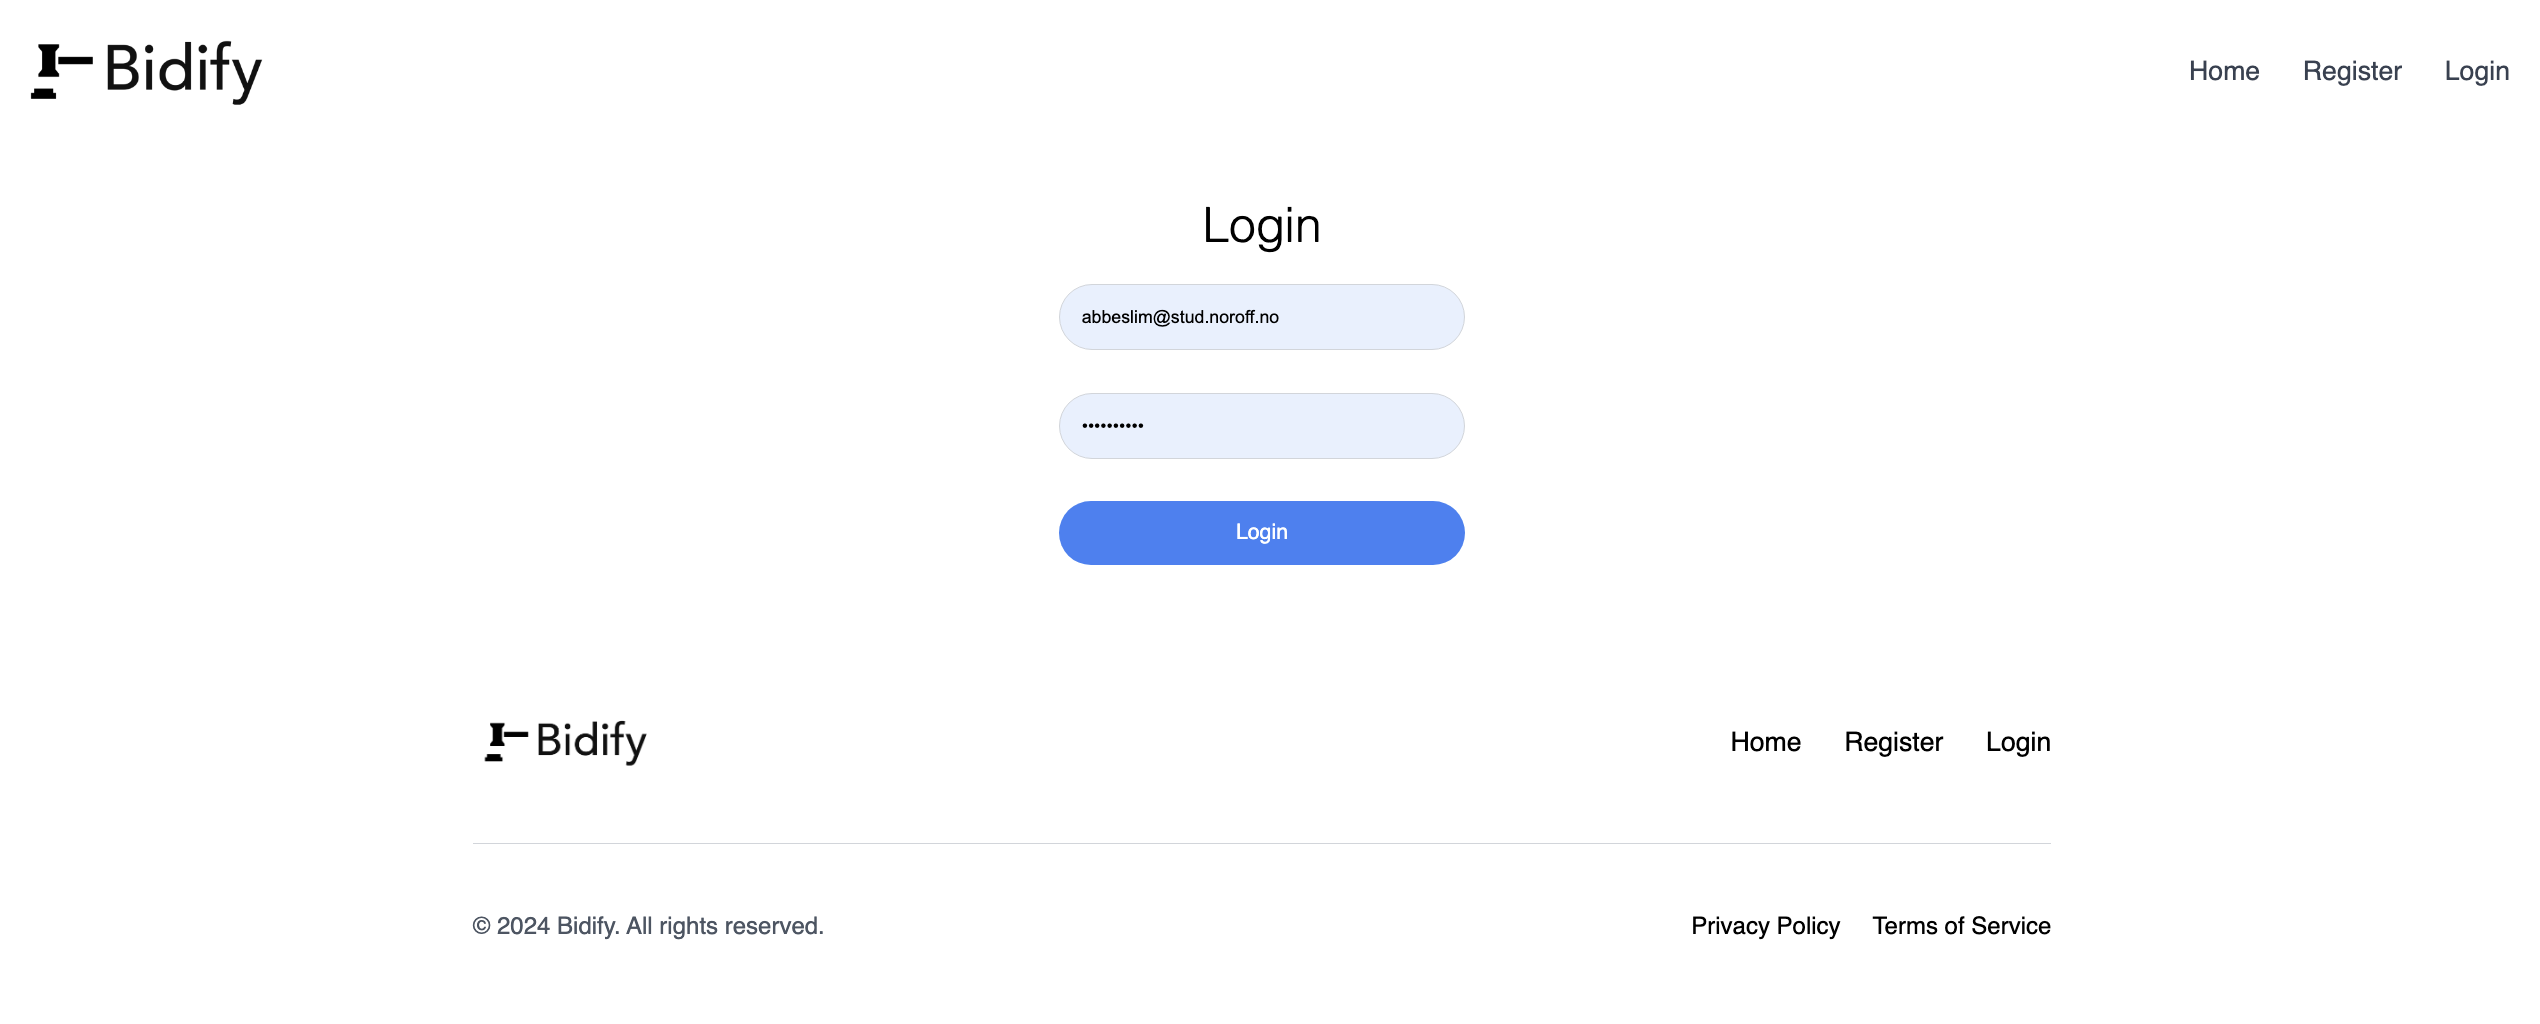 Bidify
Home Register Login
Login
abbeslim@stud.noroff.no
••••••••••
Login
Bidify
Home Register Login
© 2024 Bidify. All rights reserved.
Privacy Policy Terms of Service